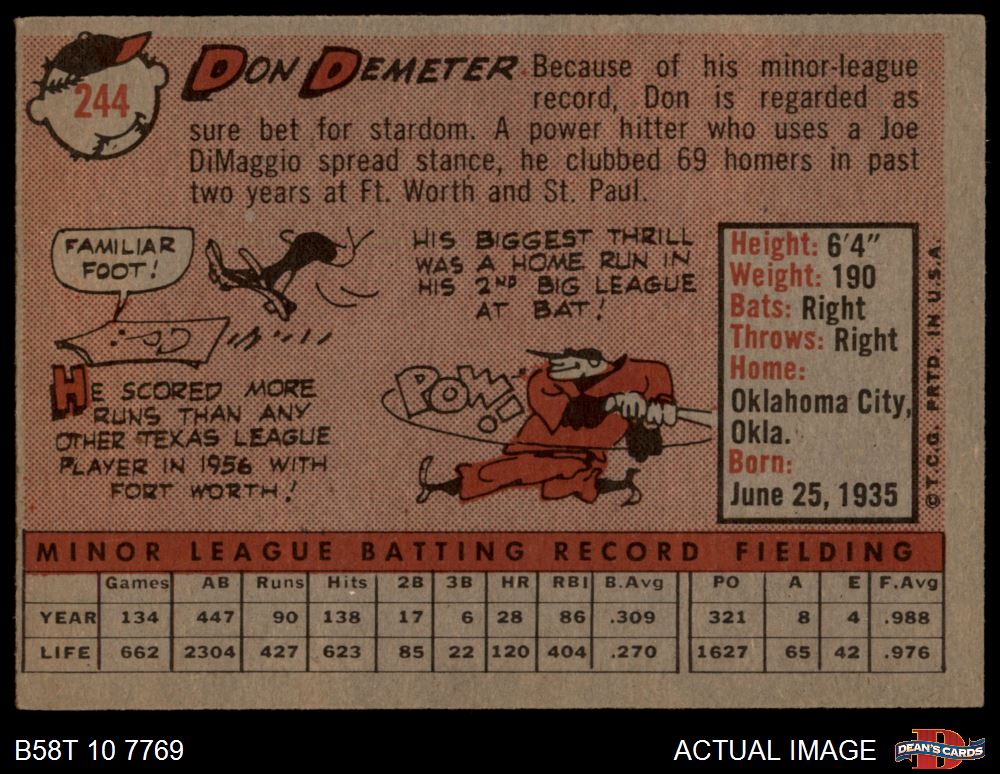 244
DON DEMETER Because of his minor-league
record, Don is regarded as
sure bet for stardom. A power hitter who uses a Joe
DiMaggio spread stance, he clubbed 69 homers in past
two years at Ft. Worth and St. Paul.
FAMILIAR
FOOT!
HE SCORED MORE
RUNS THAN ANY
OTHER TEXAS LEAGUE
PLAYER IN 1956 WITH
FORT WORTH!
HIS BIGGEST THRILL
WAS A HOME RUN IN
HIS 2ND BIG LEAGUE
AT BAT!
POW!
Height: 6'4"
Weight: 190
Bats: Right
Throws: Right
Home:
Oklahoma City,
Okla.
Born:
June 25, 1935
© T.C.G. PRTD. IN U.S.A.
MINOR LEAGUE BATTING RECORD FIELDING
Games AB Runs Hits 2B 3B HR RBI B.Avg PO A E F.Avg
YEAR 134 447 90 138 17 6 28 86 .309 321 8 4 .988
LIFE 662 2304 427 623 85 22 120 404 .270 1627 65 42 .976
B58T 10 7769
ACTUAL IMAGE
D
DEAN'S CARDS